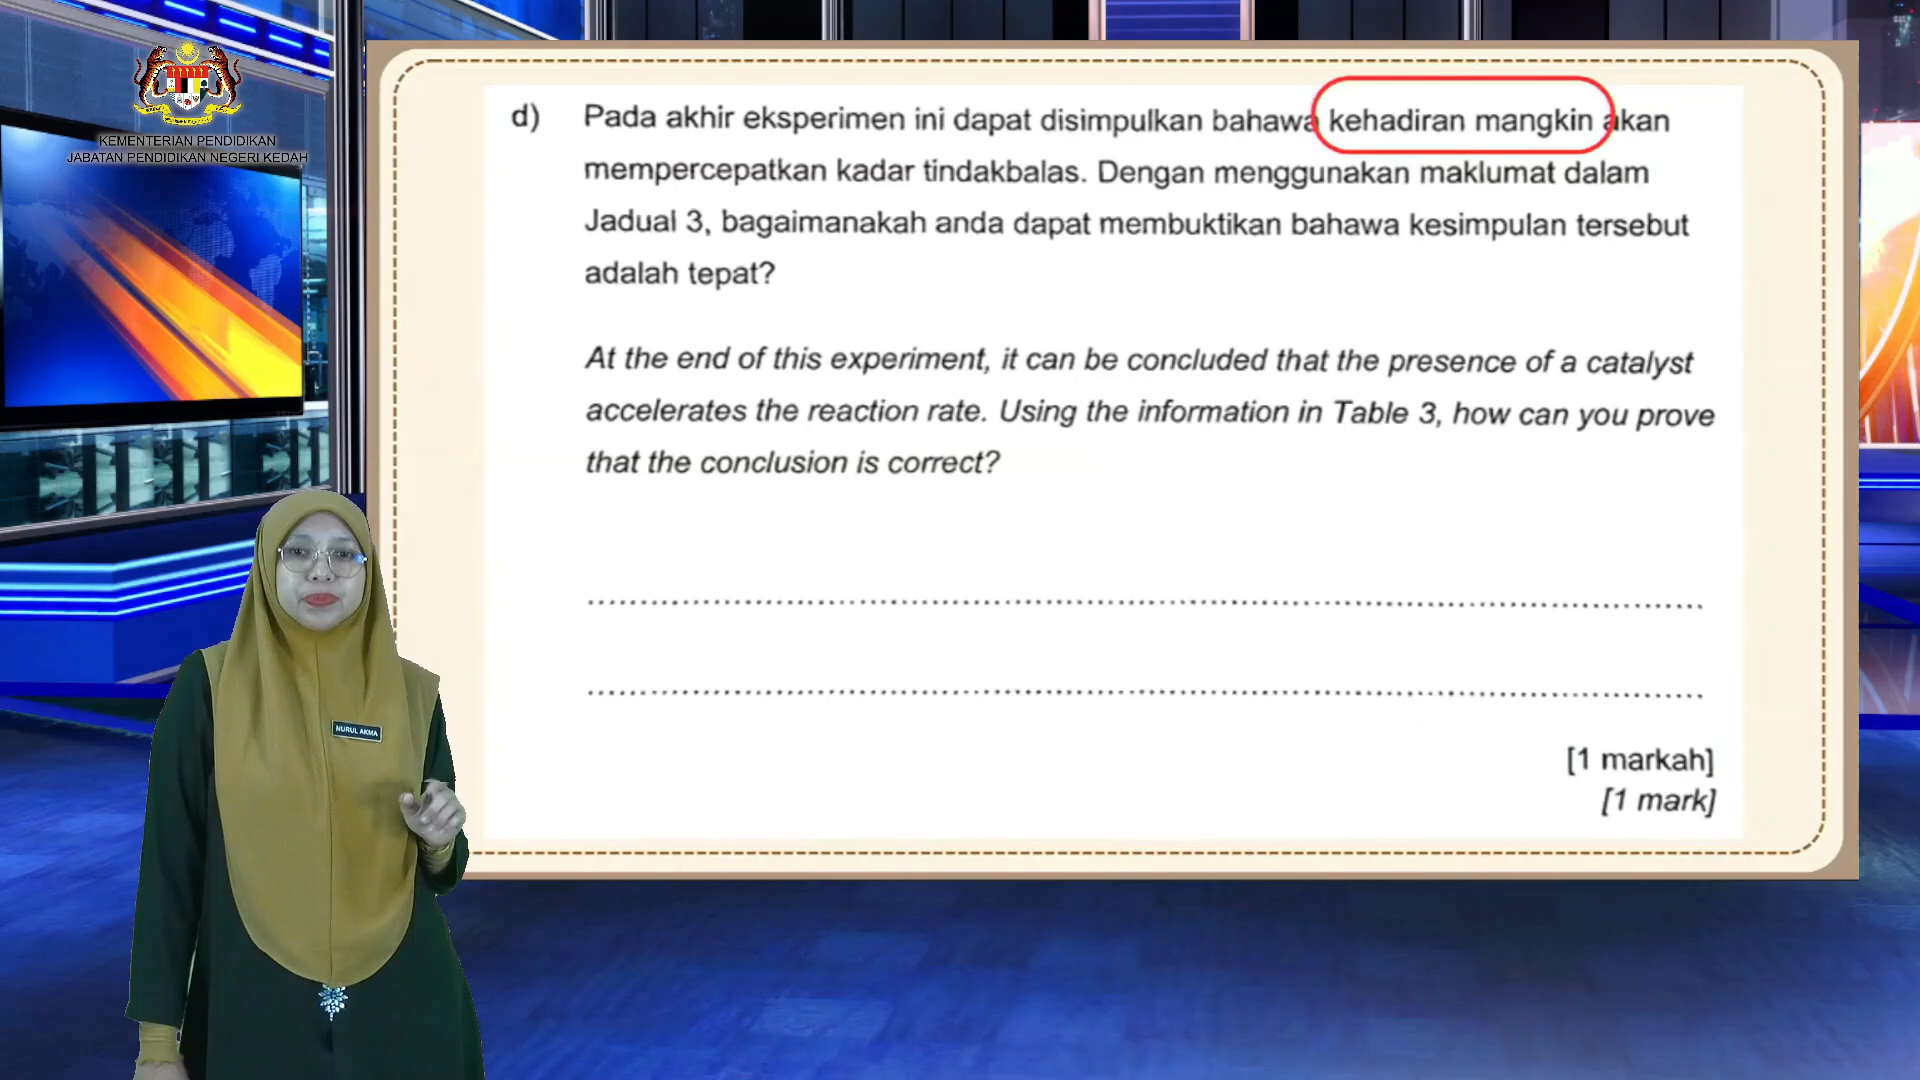 KEMENTERIAN PENDIDIKAN
JABATAN PENDIDIKAN NEGERI KEDAH
d) Pada akhir eksperimen ini dapat disimpulkan bahawa kehadiran mangkin akan
mempercepatkan kadar tindakbalas. Dengan menggunakan maklumat dalam
Jadual 3, bagaimanakah anda dapat membuktikan bahawa kesimpulan tersebut
adalah tepat?
At the end of this experiment, it can be concluded that the presence of a catalyst
accelerates the reaction rate. Using the information in Table 3, how can you prove
that the conclusion is correct?
[1 markah]
[1 mark]
NURUL AKMA